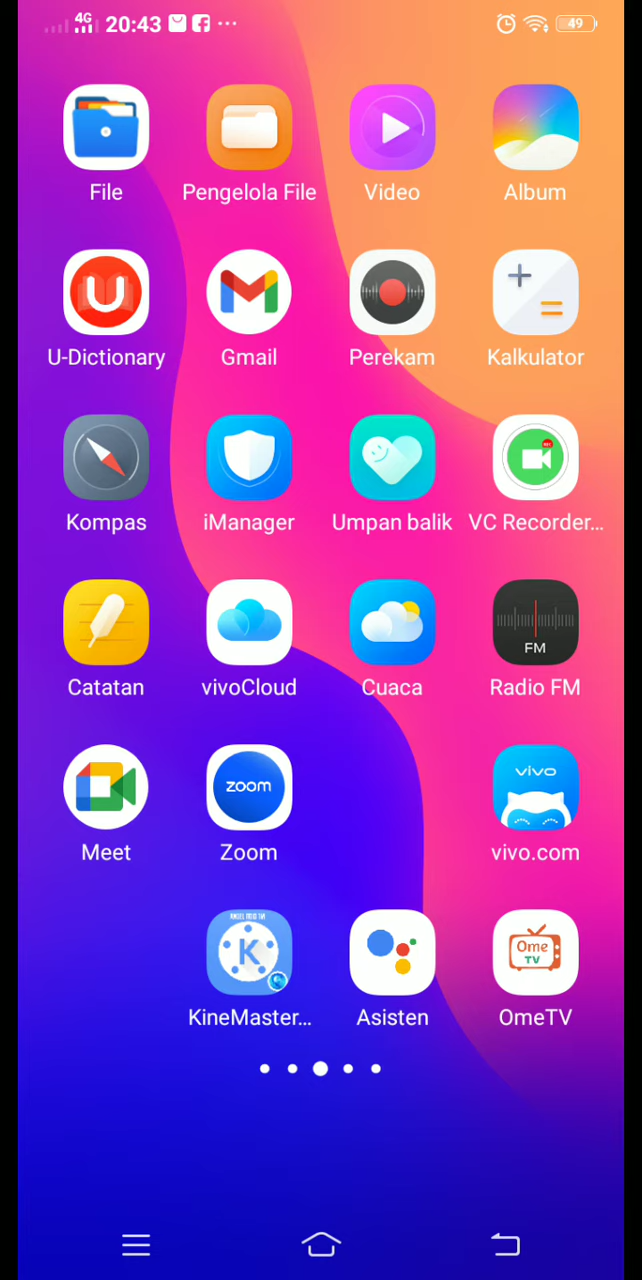 4G 20:43 49
File Pengelola File Video Album
U-Dictionary Gmail Perekam Kalkulator
Kompas iManager Umpan balik VC Recorder...
FM
Catatan vivoCloud Cuaca Radio FM
zoom vivo
Meet Zoom vivo.com
K Ome TV
KineMaster... Asisten OmeTV